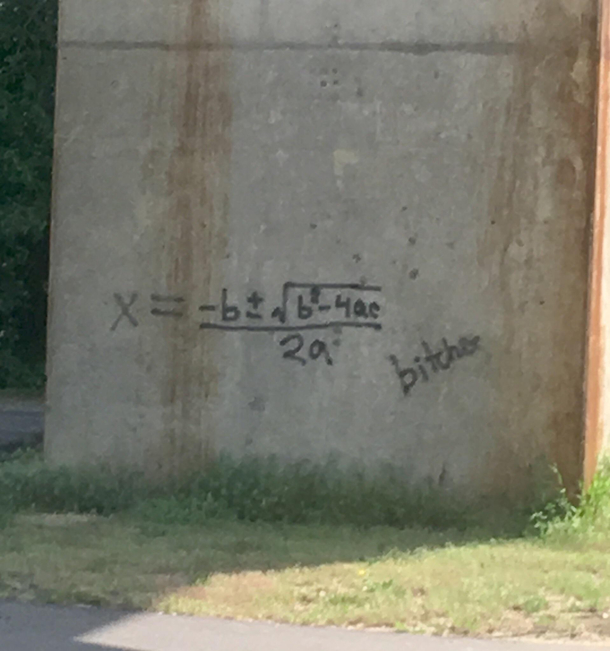 x = -b ± √b²-4ac
2a
bitches